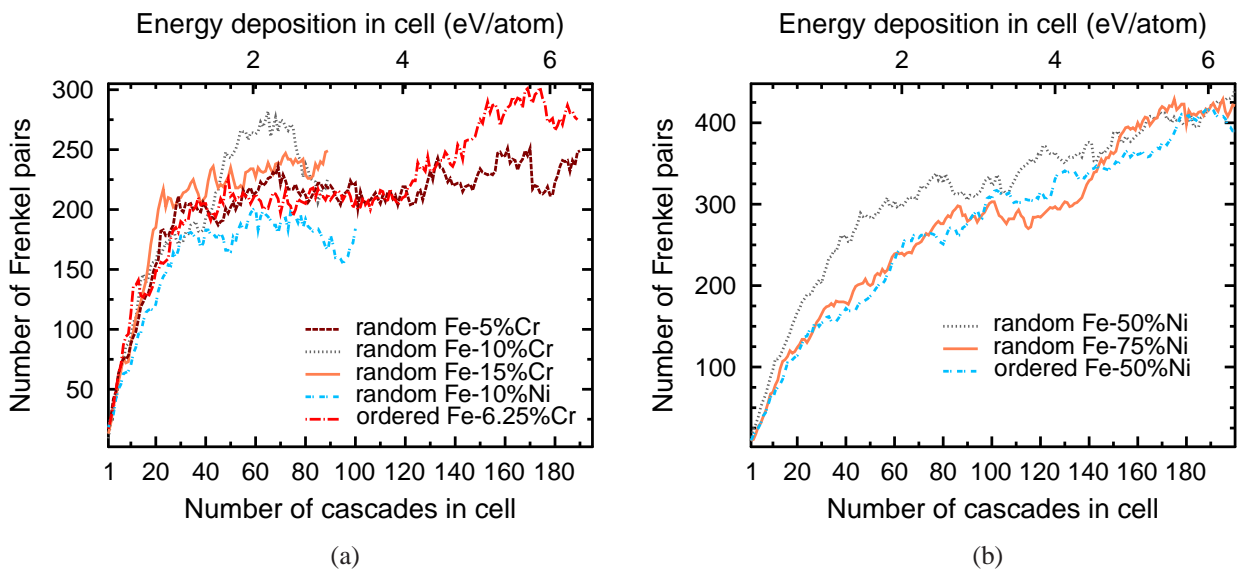 Energy deposition in cell (eV/atom)
2 4 6
Number of Frenkel pairs
300
250
200
150
100
50
random Fe-5%Cr
random Fe-10%Cr
random Fe-15%Cr
random Fe-10%Ni
ordered Fe-6.25%Cr
1 20 40 60 80 100 120 140 160 180
Number of cascades in cell
(a)
Energy deposition in cell (eV/atom)
2 4 6
Number of Frenkel pairs
400
300
200
100
random Fe-50%Ni
random Fe-75%Ni
ordered Fe-50%Ni
1 20 40 60 80 100 120 140 160 180
Number of cascades in cell
(b)